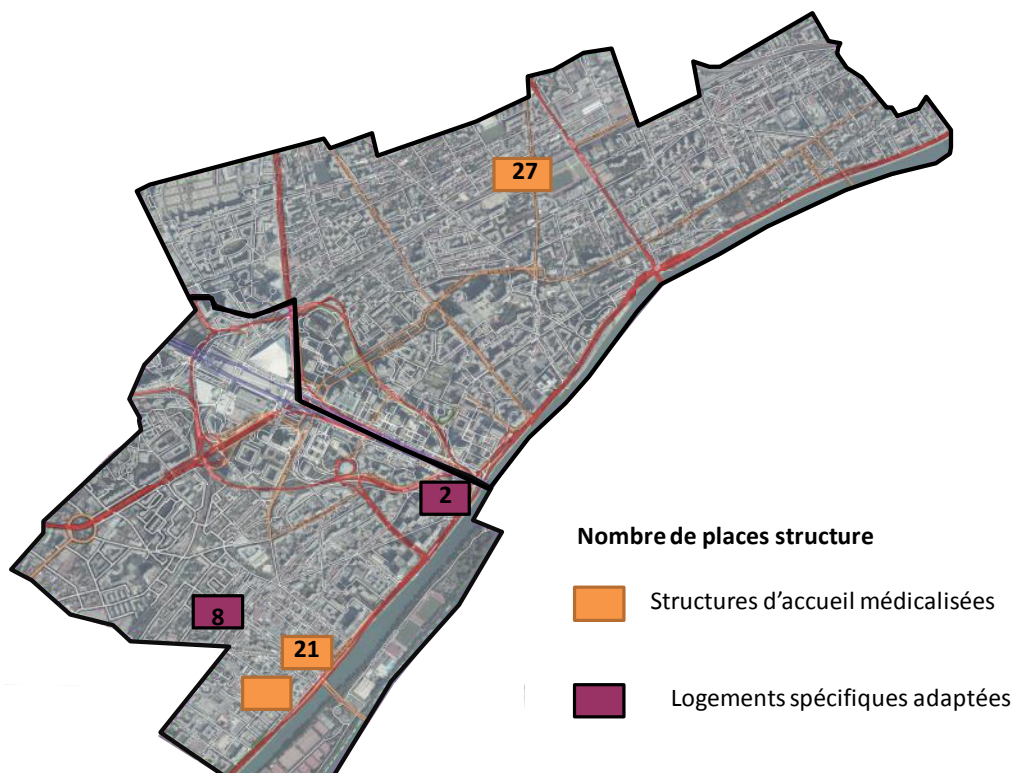 27
2
8
21
Nombre de places structure
Structures d'accueil médicalisées
Logements spécifiques adaptées